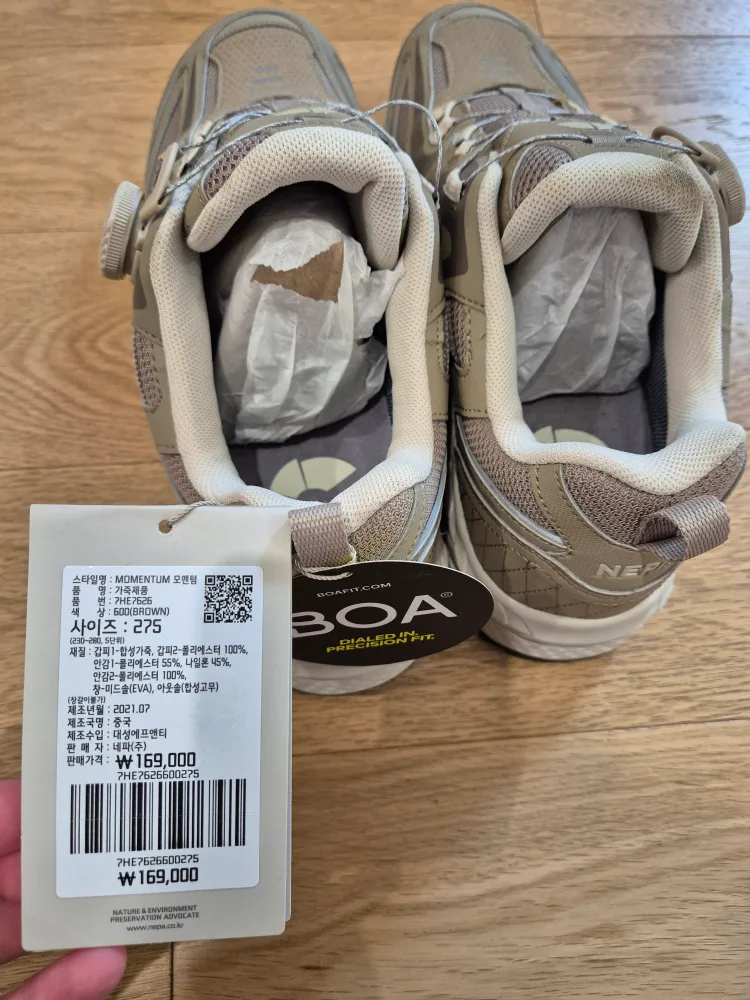 스타일명 : MOMENTUM 모멘텀
품 명 : 가죽제품
품 번 : 7HE7626
색 상 : 600(BROWN)
사이즈 : 275
(230~280, 5단위)
재질 : 갑피1-합성가죽, 갑피2-폴리에스터 100%,
안감1-폴리에스터 55%, 나일론 45%,
안감2-폴리에스터 100%,
창-미드솔(EVA), 아웃솔(합성고무)
(창갈이불가)
제조년월 : 2021.07
제조국명 : 중국
제조수입 : 대성에프앤티
판 매 자 : 네파(주)
판매가격 : ₩169,000
7HE7626600275
7HE7626600275
₩169,000
NATURE & ENVIRONMENT
PRESERVATION ADVOCATE
www.nepa.co.kr
BOAFIT.COM
BOA®
DIALED IN.
PRECISION FIT.
NEPA